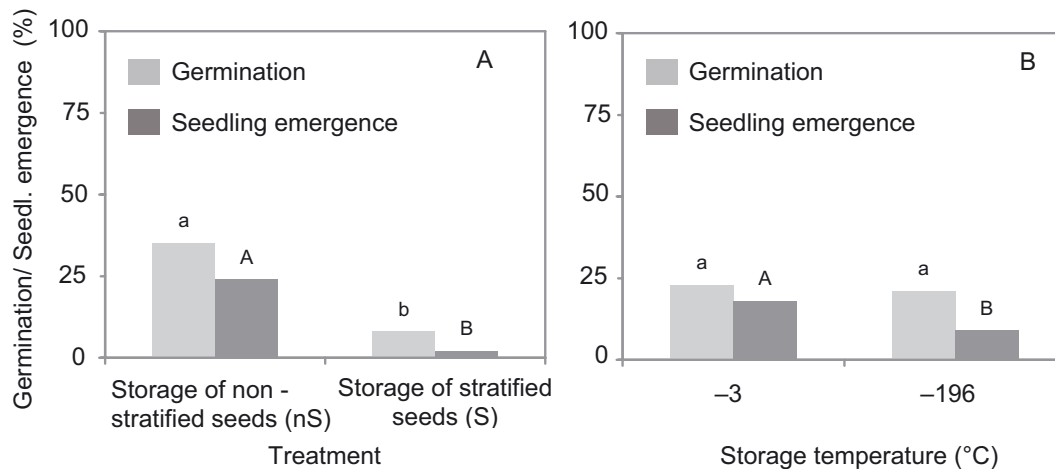 Germination/ Seedl. emergence (%)
100
75
50
25
0
Germination
Seedling emergence
A
a
A
b
B
Storage of non -
stratified seeds (nS)
Storage of stratified
seeds (S)
Treatment
100
75
50
25
0
Germination
Seedling emergence
B
a
A
a
B
–3
–196
Storage temperature (°C)